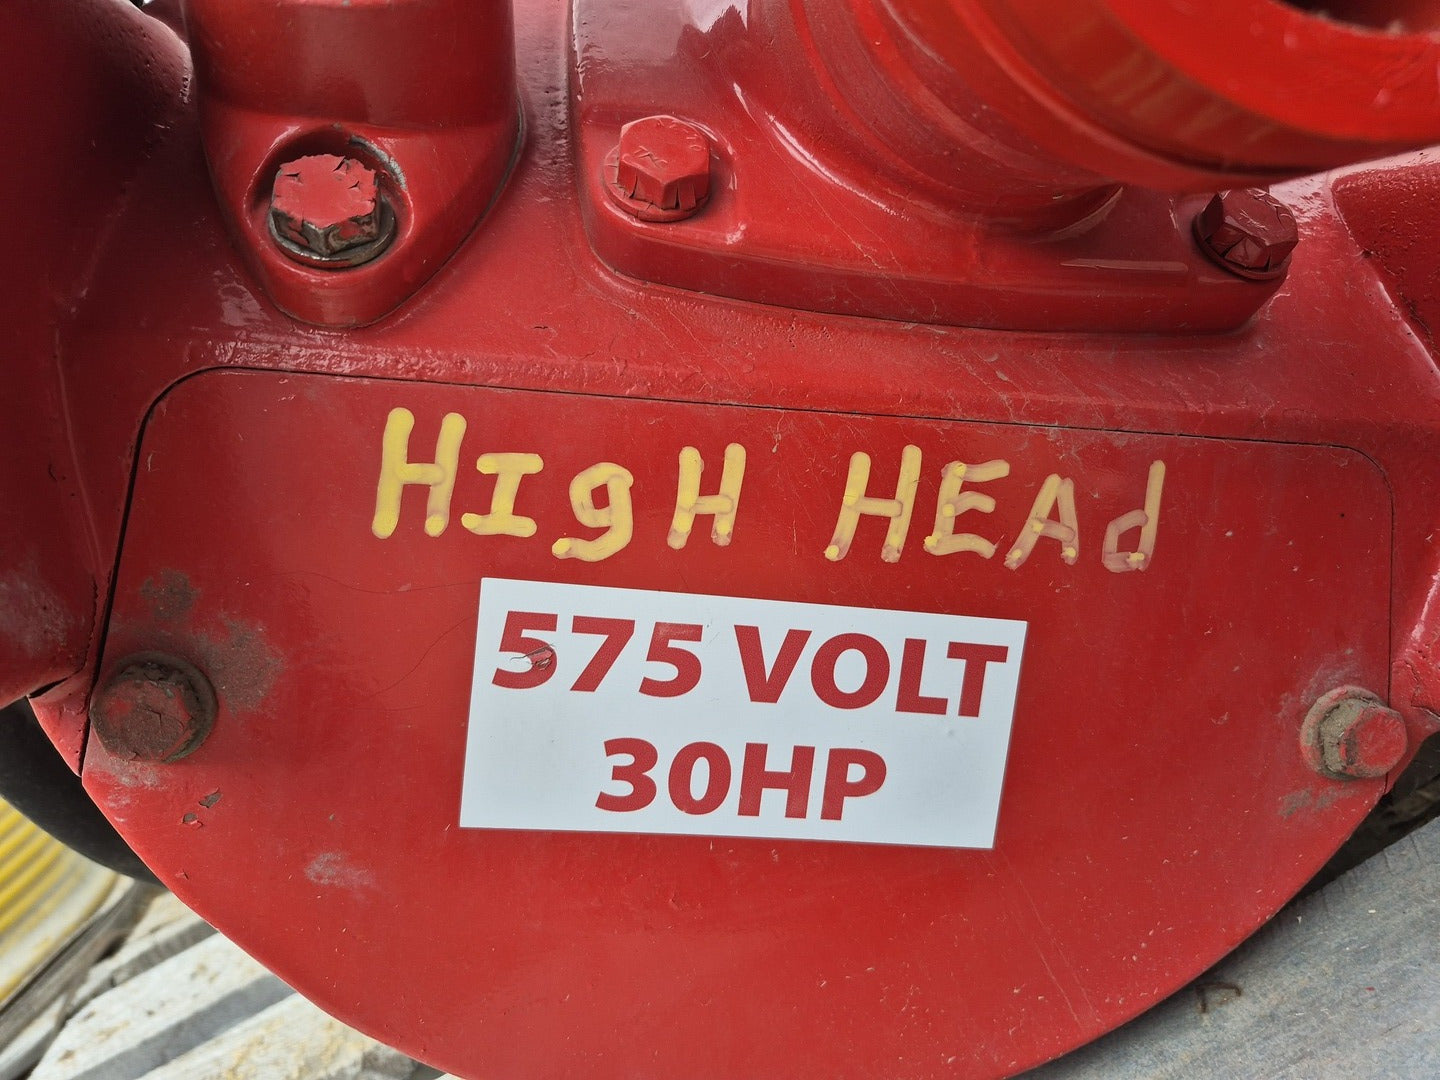 HIgH HEAd
575 VOLT
30HP